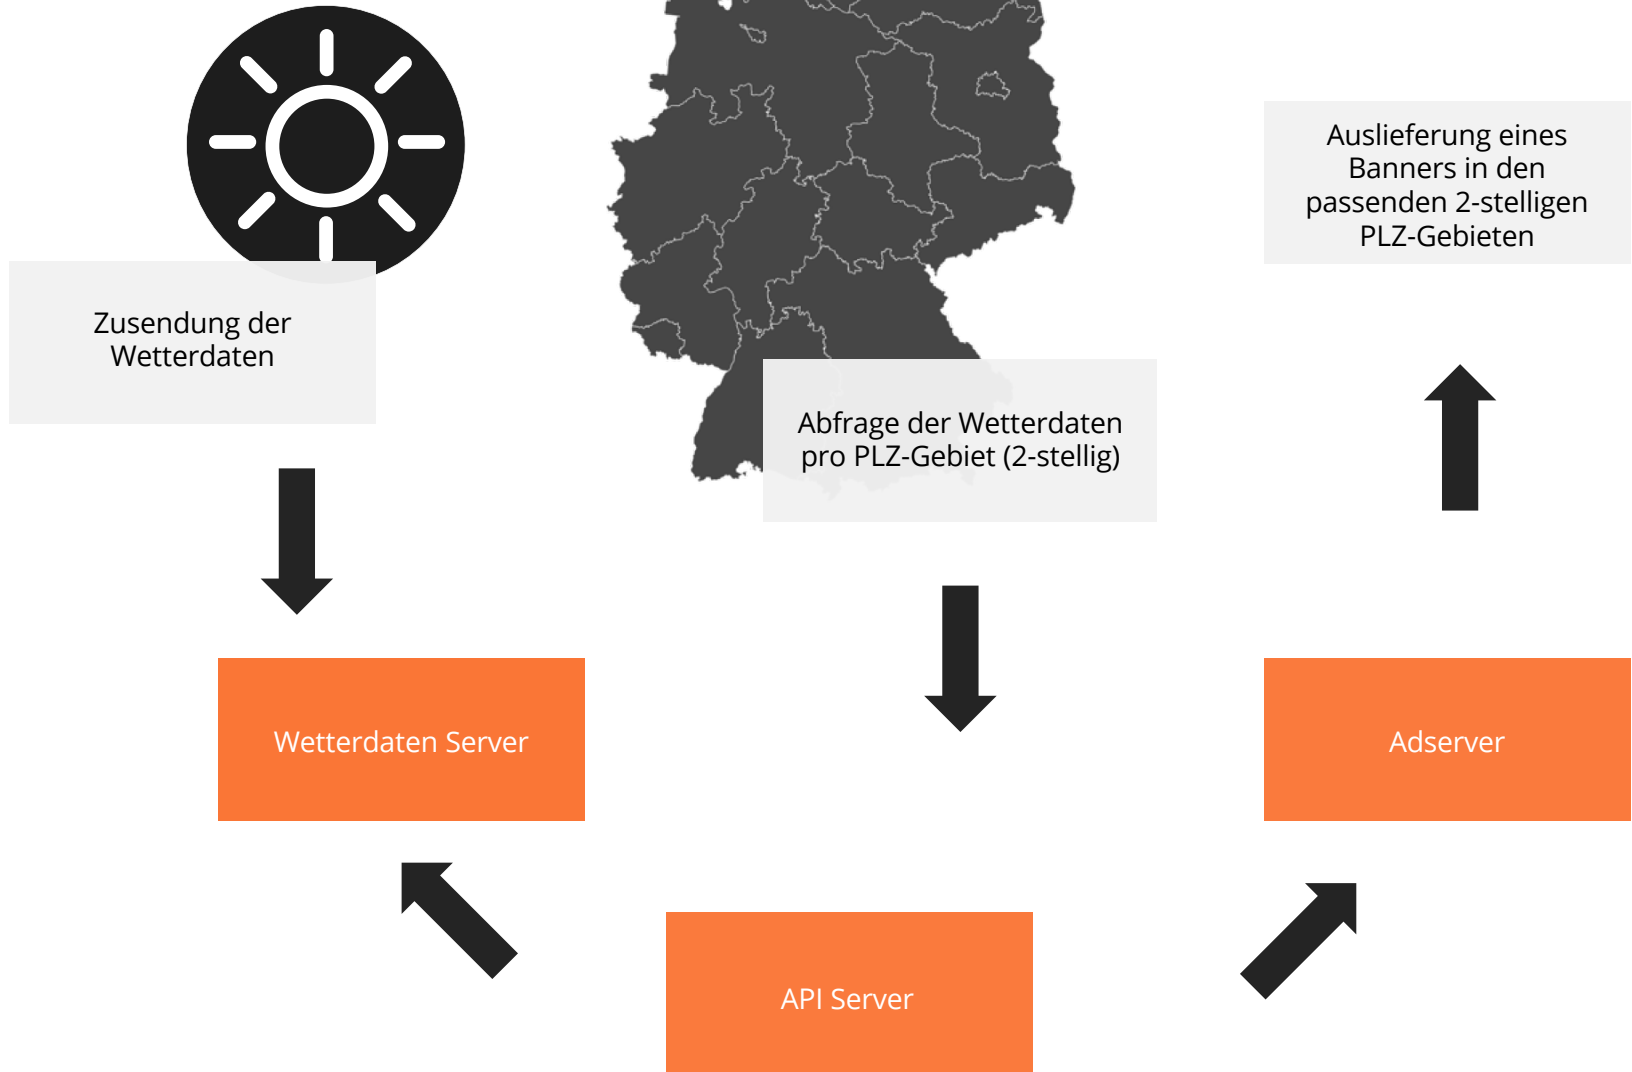 Auslieferung eines
Banners in den
passenden 2-stelligen
PLZ-Gebieten
Zusendung der
Wetterdaten
Abfrage der Wetterdaten
pro PLZ-Gebiet (2-stellig)
Wetterdaten Server
Adserver
API Server